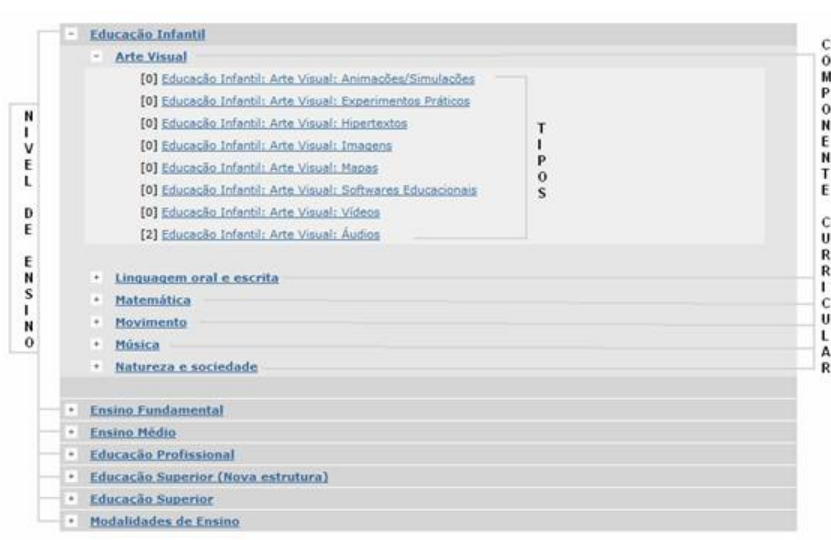 Educação Infantil
Arte Visual
[0] Educação Infantil: Arte Visual: Animações/Simulações
[0] Educação Infantil: Arte Visual: Experimentos Práticos
[0] Educação Infantil: Arte Visual: Hipertextos
[0] Educação Infantil: Arte Visual: Imagens
[0] Educação Infantil: Arte Visual: Mapas
[0] Educação Infantil: Arte Visual: Softwares Educacionais
[0] Educação Infantil: Arte Visual: Vídeos
[2] Educação Infantil: Arte Visual: Áudios
Linguagem oral e escrita
Matemática
Movimento
Música
Natureza e sociedade
Ensino Fundamental
Ensino Médio
Educação Profissional
Educação Superior (Nova estrutura)
Educação Superior
Modalidades de Ensino
NIVEL DE ENSINO
TIPOS
COMPONENTE CURRICULAR